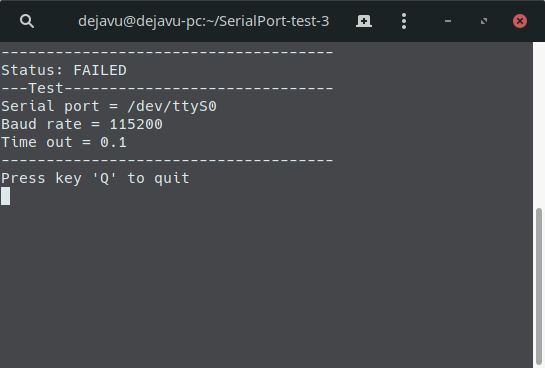 dejavu@dejavu-pc:~/SerialPort-test-3
-------------------------------------
Status: FAILED
---Test------------------------------
Serial port = /dev/ttyS0
Baud rate = 115200
Time out = 0.1
-------------------------------------
Press key 'Q' to quit